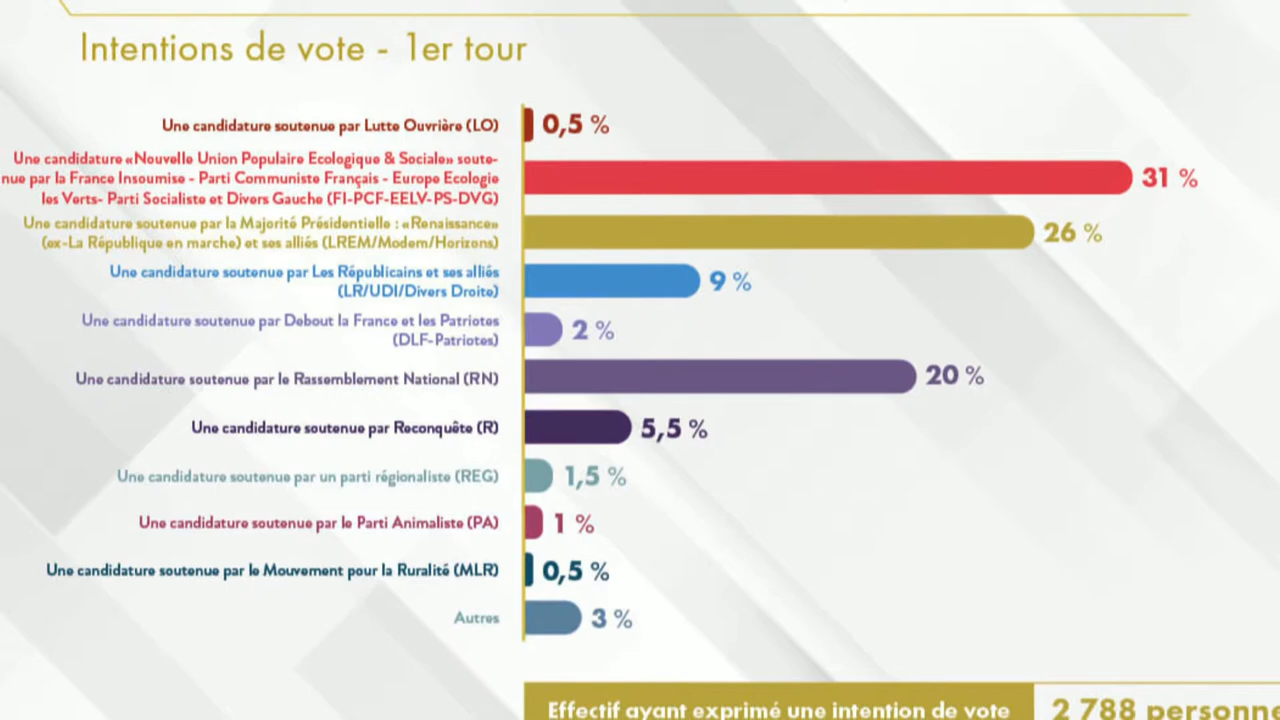 Intentions de vote - 1er tour
Une candidature soutenue par Lutte Ouvrière (LO)
0,5 %
Une candidature «Nouvelle Union Populaire Ecologique & Sociale» soute-
nue par la France Insoumise - Parti Communiste Français - Europe Ecologie
les Verts- Parti Socialiste et Divers Gauche (FI-PCF-EELV-PS-DVG)
31 %
Une candidature soutenue par la Majorité Présidentielle : «Renaissance»
(ex-La République en marche) et ses alliés (LREM/Modem/Horizons)
26 %
Une candidature soutenue par Les Républicains et ses alliés
(LR/UDI/Divers Droite)
9 %
Une candidature soutenue par Debout la France et les Patriotes
(DLF-Patriotes)
2 %
Une candidature soutenue par le Rassemblement National (RN)
20 %
Une candidature soutenue par Reconquête (R)
5,5 %
Une candidature soutenue par un parti régionaliste (REG)
1,5 %
Une candidature soutenue par le Parti Animaliste (PA)
1 %
Une candidature soutenue par le Mouvement pour la Ruralité (MLR)
0,5 %
Autres
3 %
Effectif ayant exprimé une intention de vote
2 788 personne